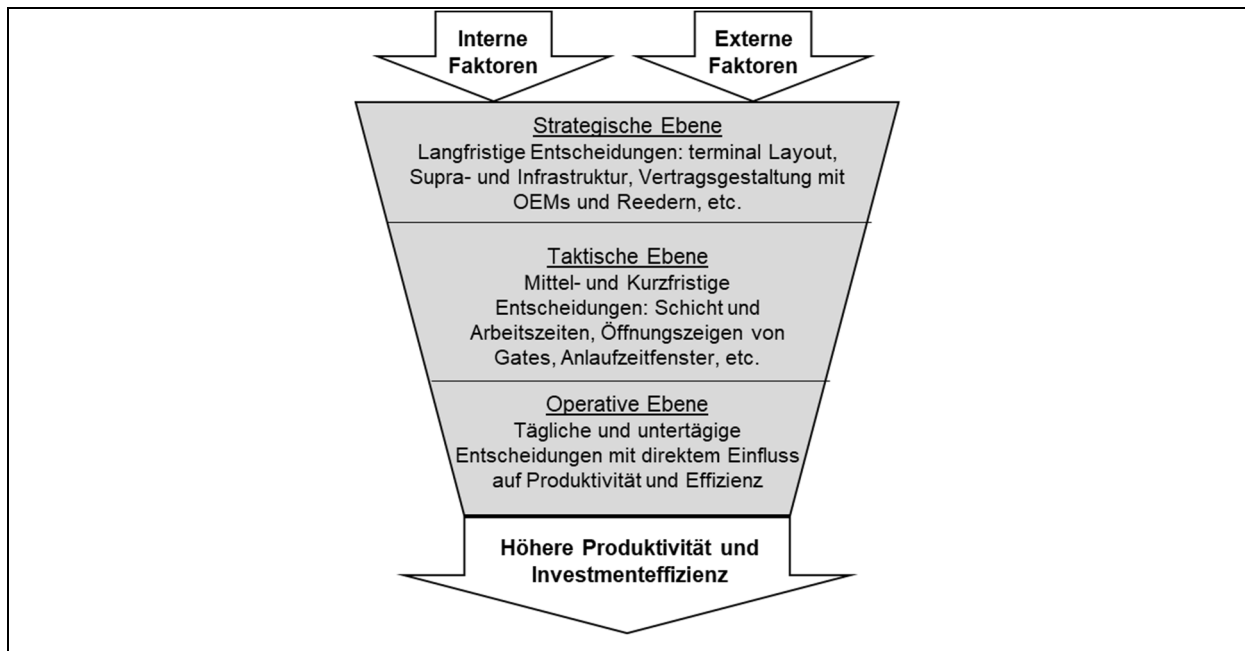 Interne
Faktoren
Externe
Faktoren
Strategische Ebene
Langfristige Entscheidungen: terminal Layout,
Supra- und Infrastruktur, Vertragsgestaltung mit
OEMs und Reedern, etc.
Taktische Ebene
Mittel- und Kurzfristige
Entscheidungen: Schicht und
Arbeitszeiten, Öffnungszeigen von
Gates, Anlaufzeitfenster, etc.
Operative Ebene
Tägliche und untertägige
Entscheidungen mit direktem Einfluss
auf Produktivität und Effizienz
Höhere Produktivität und
Investmenteffizienz